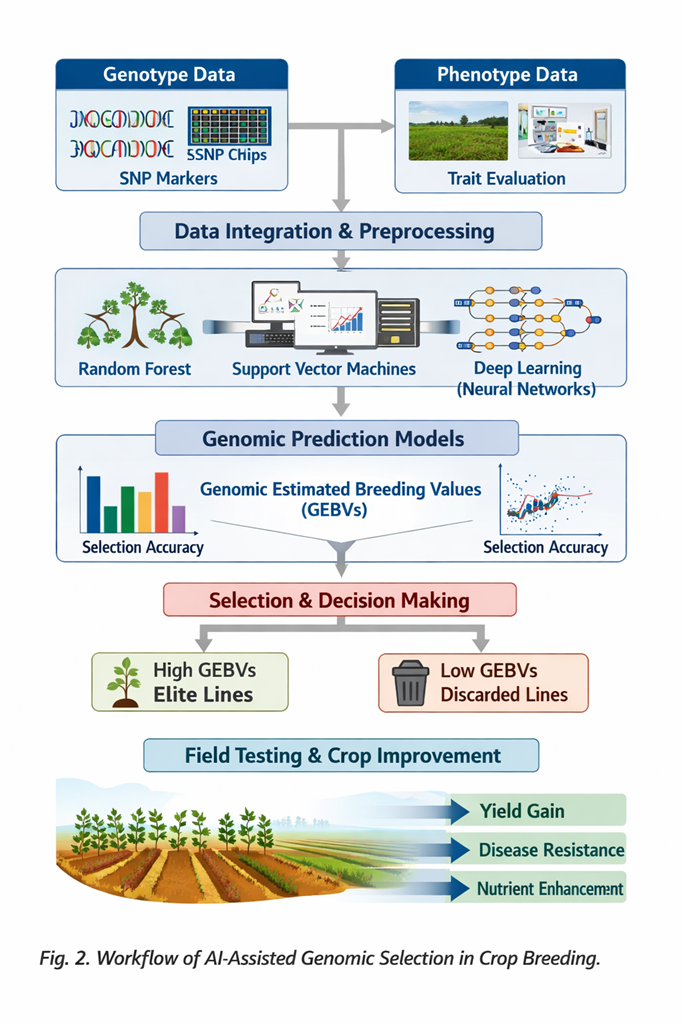 Genotype Data
Phenotype Data
5SNP Chips
SNP Markers
Trait Evaluation
Data Integration & Preprocessing
Random Forest
Support Vector Machines
Deep Learning
(Neural Networks)
Genomic Prediction Models
Genomic Estimated Breeding Values
(GEBVs)
Selection Accuracy
Selection Accuracy
Selection & Decision Making
High GEBVs
Elite Lines
Low GEBVs
Discarded Lines
Field Testing & Crop Improvement
Yield Gain
Disease Resistance
Nutrient Enhancement
Fig. 2. Workflow of AI-Assisted Genomic Selection in Crop Breeding.